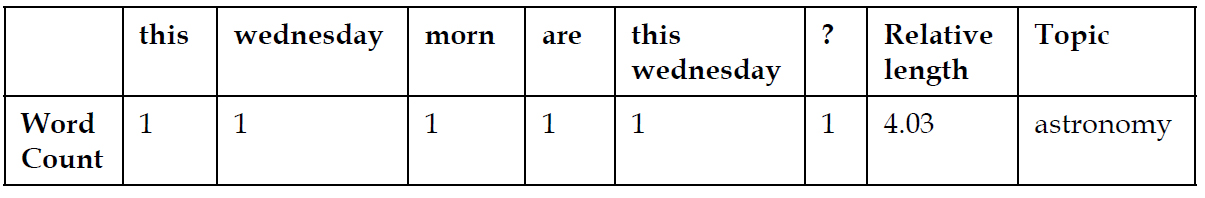 this wednesday morn are this ? Relative Topic
wednesday length
Word 1 1 1 1 1 1 4.03 astronomy
Count